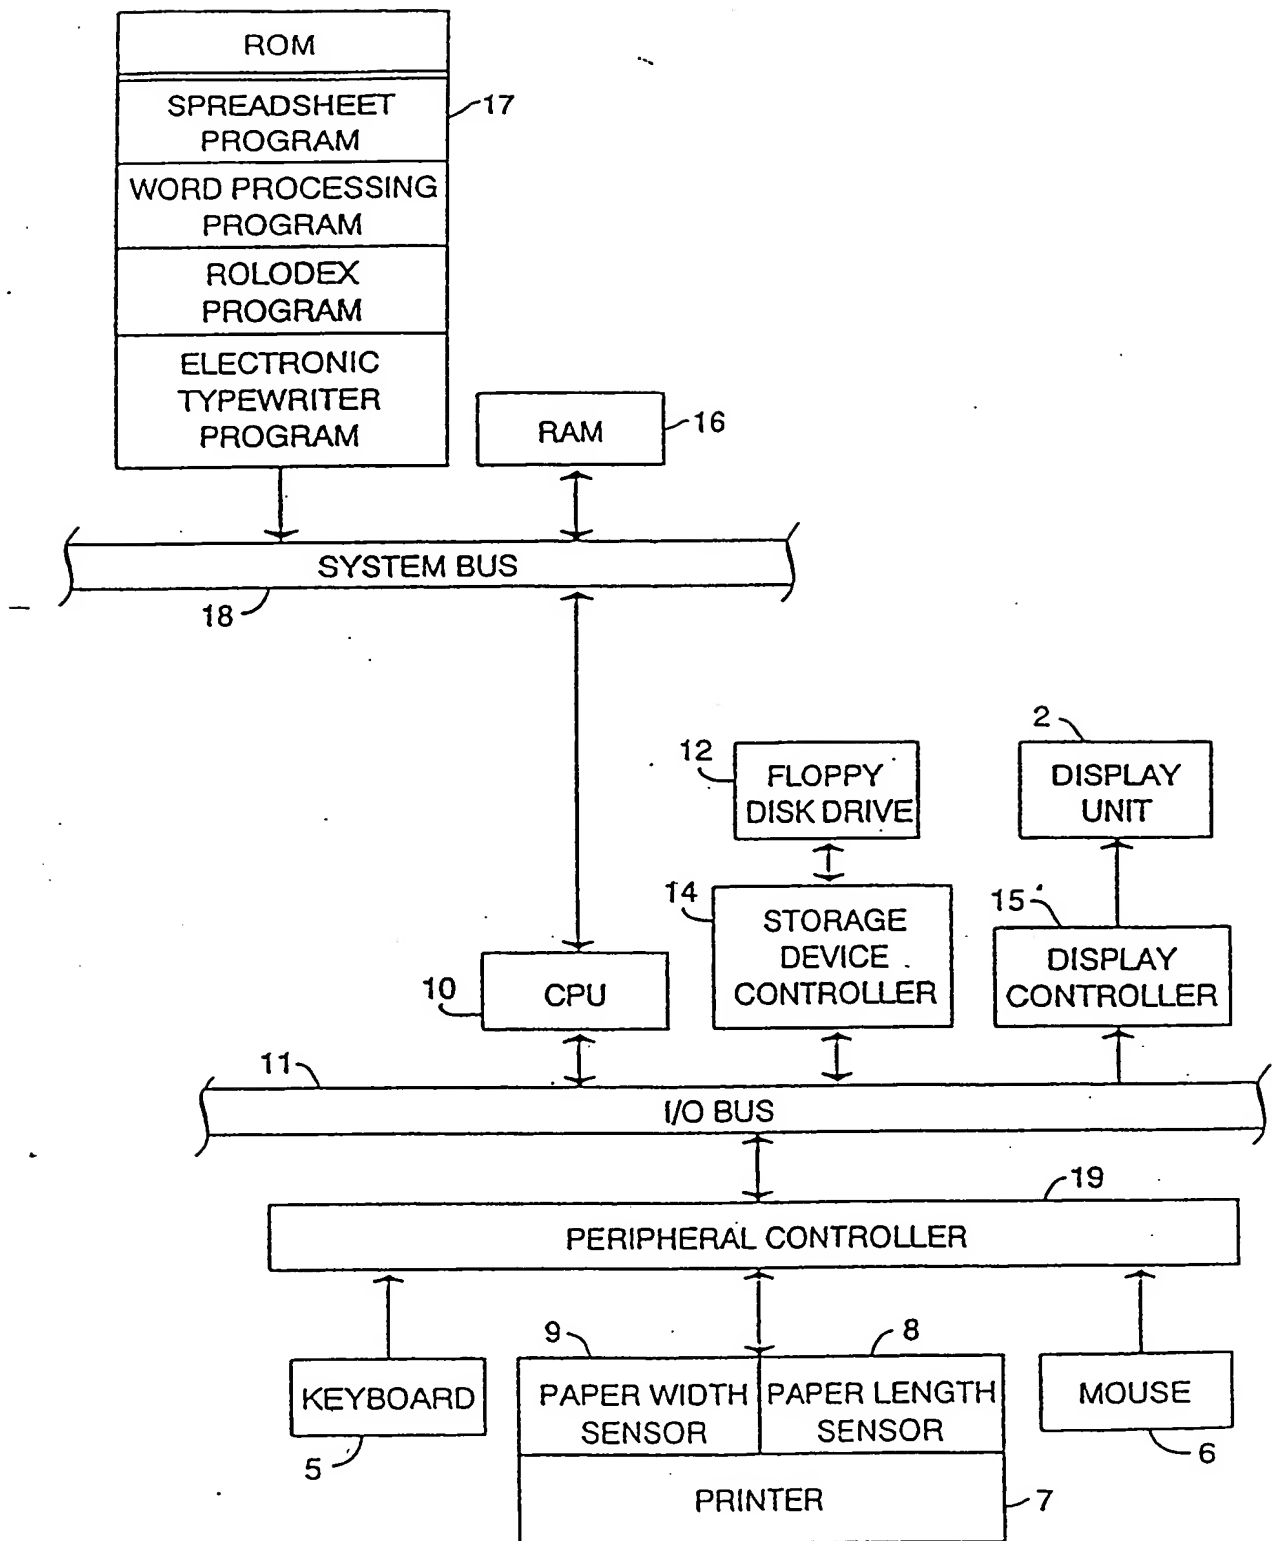 ROM
SPREADSHEET
PROGRAM
17
WORD PROCESSING
PROGRAM
ROLODEX
PROGRAM
ELECTRONIC
TYPEWRITER
PROGRAM
RAM
16
SYSTEM BUS
18
12
FLOPPY
DISK DRIVE
2
DISPLAY
UNIT
14
STORAGE
DEVICE
CONTROLLER
15
DISPLAY
CONTROLLER
10
CPU
11
I/O BUS
19
PERIPHERAL CONTROLLER
KEYBOARD
5
9
PAPER WIDTH
SENSOR
8
PAPER LENGTH
SENSOR
MOUSE
6
PRINTER
7